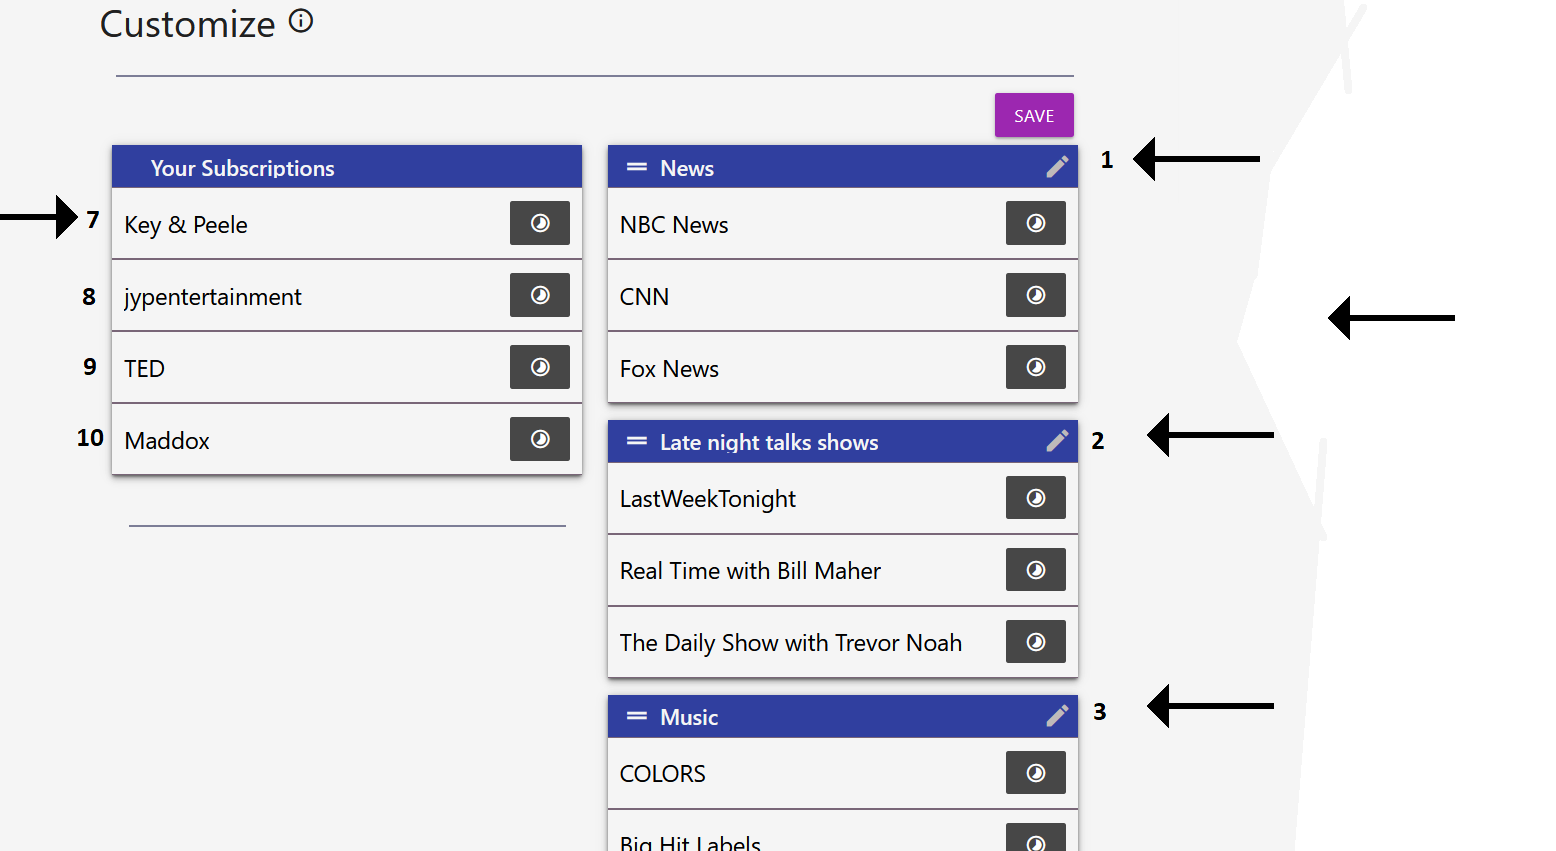 Customize
SAVE
Your Subscriptions
7 Key & Peele
8 jypentertainment
9 TED
10 Maddox
News 1
NBC News
CNN
Fox News
Late night talks shows 2
LastWeekTonight
Real Time with Bill Maher
The Daily Show with Trevor Noah
Music 3
COLORS
Big Hit Labels